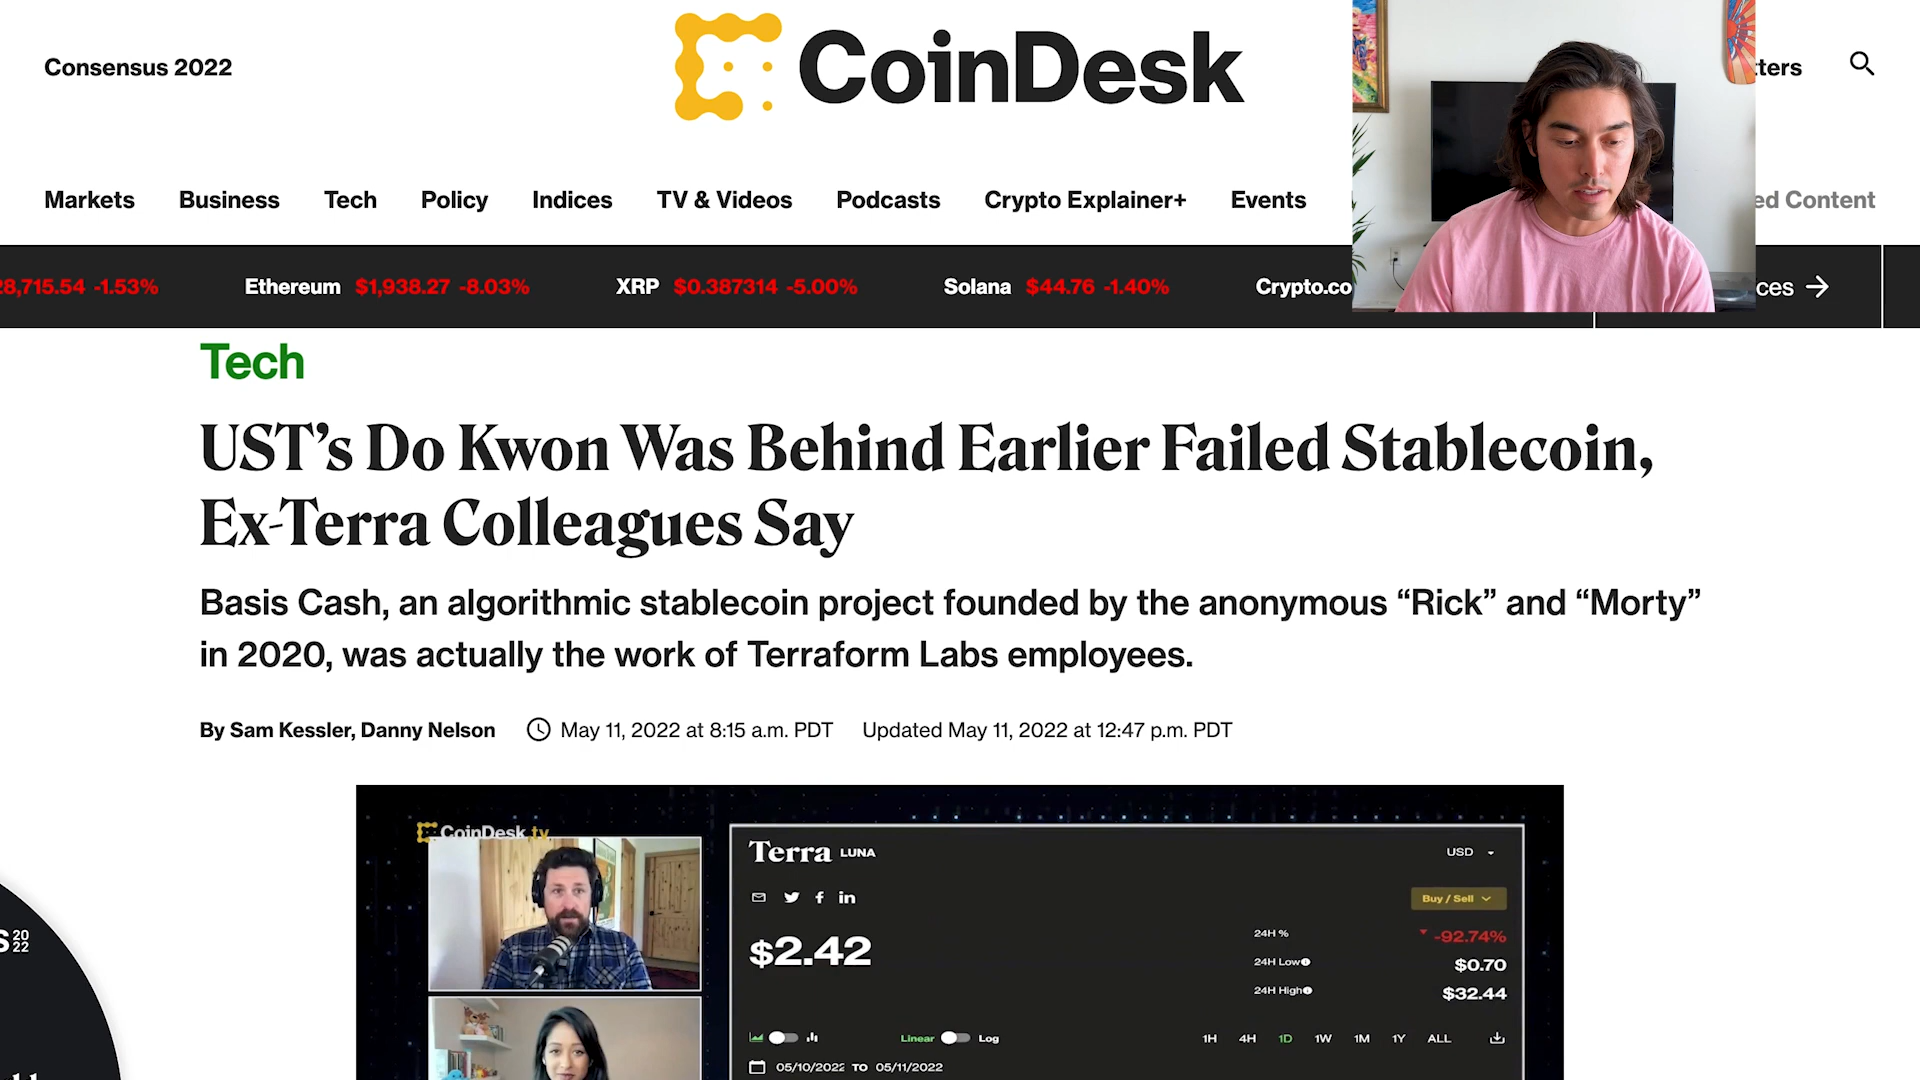 Consensus 2022
CoinDesk
tters
Markets Business Tech Policy Indices TV & Videos Podcasts Crypto Explainer+ Events ed Content
28,715.54 -1.53% Ethereum $1,938.27 -8.03% XRP $0.387314 -5.00% Solana $44.76 -1.40% Crypto.co ces
Tech
UST’s Do Kwon Was Behind Earlier Failed Stablecoin,
Ex-Terra Colleagues Say
Basis Cash, an algorithmic stablecoin project founded by the anonymous “Rick” and “Morty”
in 2020, was actually the work of Terraform Labs employees.
By Sam Kessler, Danny Nelson May 11, 2022 at 8:15 a.m. PDT Updated May 11, 2022 at 12:47 p.m. PDT
CoinDesk.tv
Terra LUNA USD
Buy / Sell
$2.42
24H % -92.74%
24H Low $0.70
24H High $32.44
Linear Log 1H 4H 1D 1W 1M 1Y ALL
05/10/2022 TO 05/11/2022
S 20
22